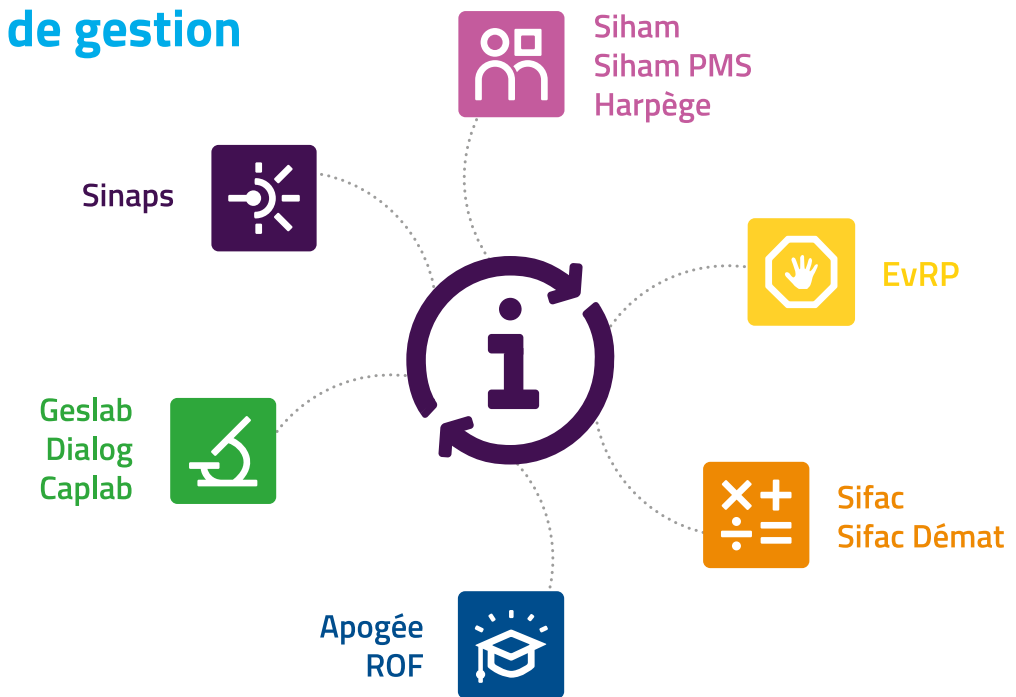 de gestion
Siham
Siham PMS
Harpège
Sinaps
EvRP
Geslab
Dialog
Caplab
Sifac
Sifac Démat
Apogée
ROF